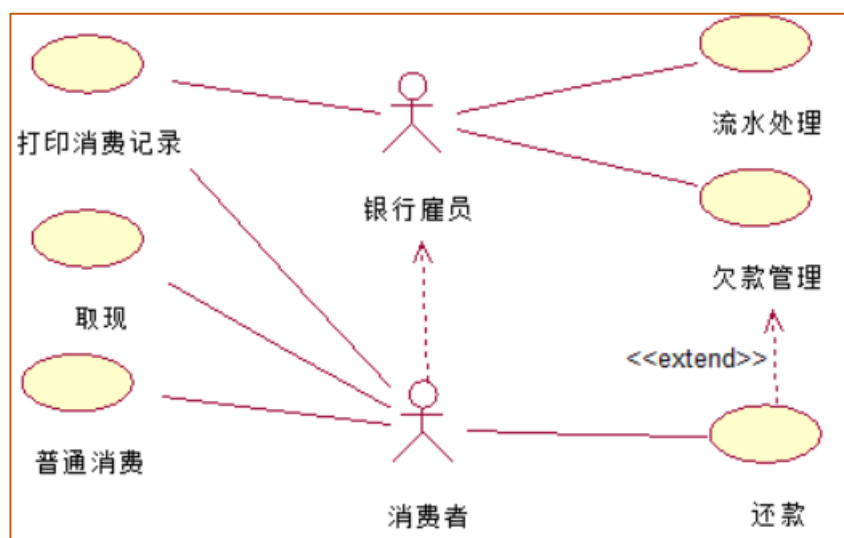 打印消费记录
银行雇员
流水处理
取现
欠款管理
<<extend>>
普通消费
消费者
还款